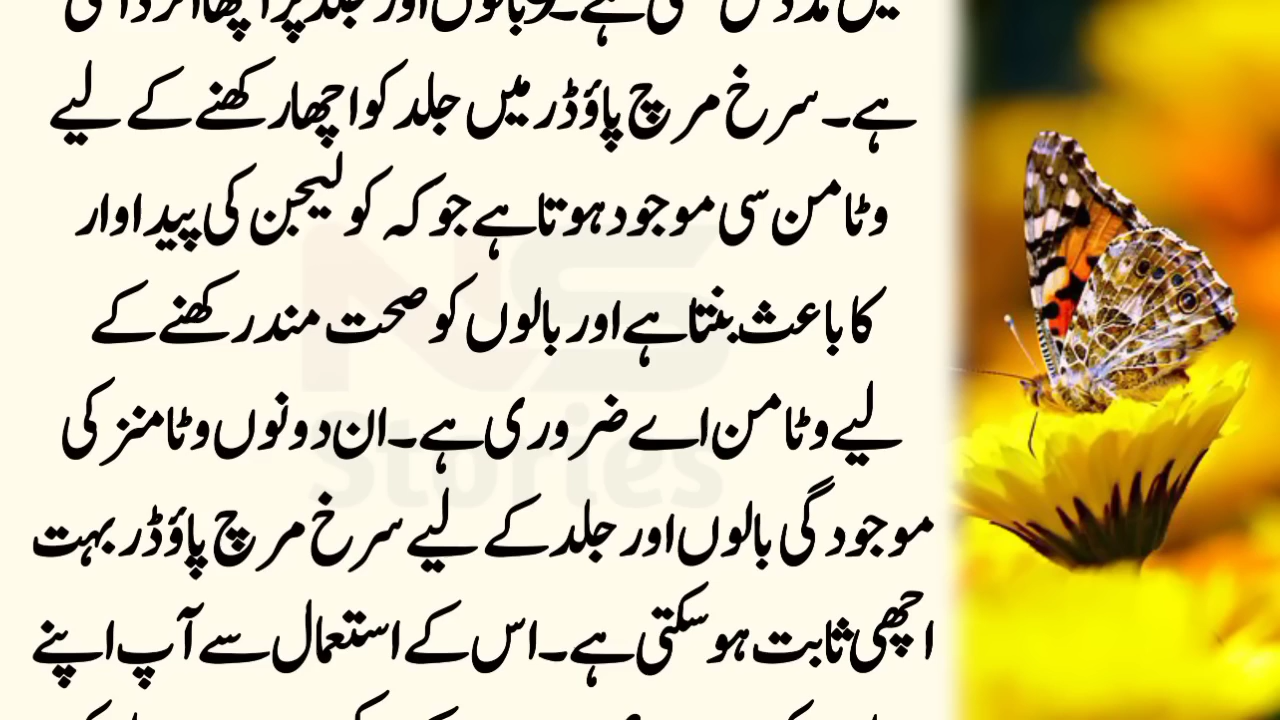 ہے۔ سرخ مرچ پاؤڈر میں جلد کو اچھا رکھنے کے لیے
وٹامن سی موجود ہوتا ہے جو کہ کولیجن کی پیداوار
کا باعث بنتا ہے اور بالوں کو صحت مند رکھنے کے
لیے وٹامن اے ضروری ہے۔ ان دونوں وٹامنز کی
موجودگی بالوں اور جلد کے لیے سرخ مرچ پاؤڈر بہت
اچھی ثابت ہو سکتی ہے۔ اس کے استعمال سے آپ اپنے
NS
Stories